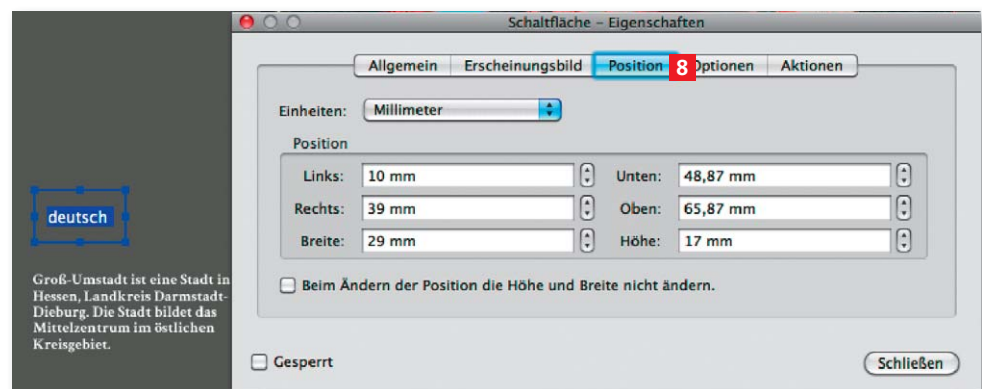 Schaltfläche – Eigenschaften
Allgemein Erscheinungsbild Position 8 Optionen Aktionen
Einheiten: Millimeter
Position
Links: 10 mm Unten: 48,87 mm
Rechts: 39 mm Oben: 65,87 mm
Breite: 29 mm Höhe: 17 mm
Beim Ändern der Position die Höhe und Breite nicht ändern.
Gesperrt Schließen
deutsch
Groß-Umstadt ist eine Stadt in
Hessen, Landkreis Darmstadt-
Dieburg. Die Stadt bildet das
Mittelzentrum im östlichen
Kreisgebiet.